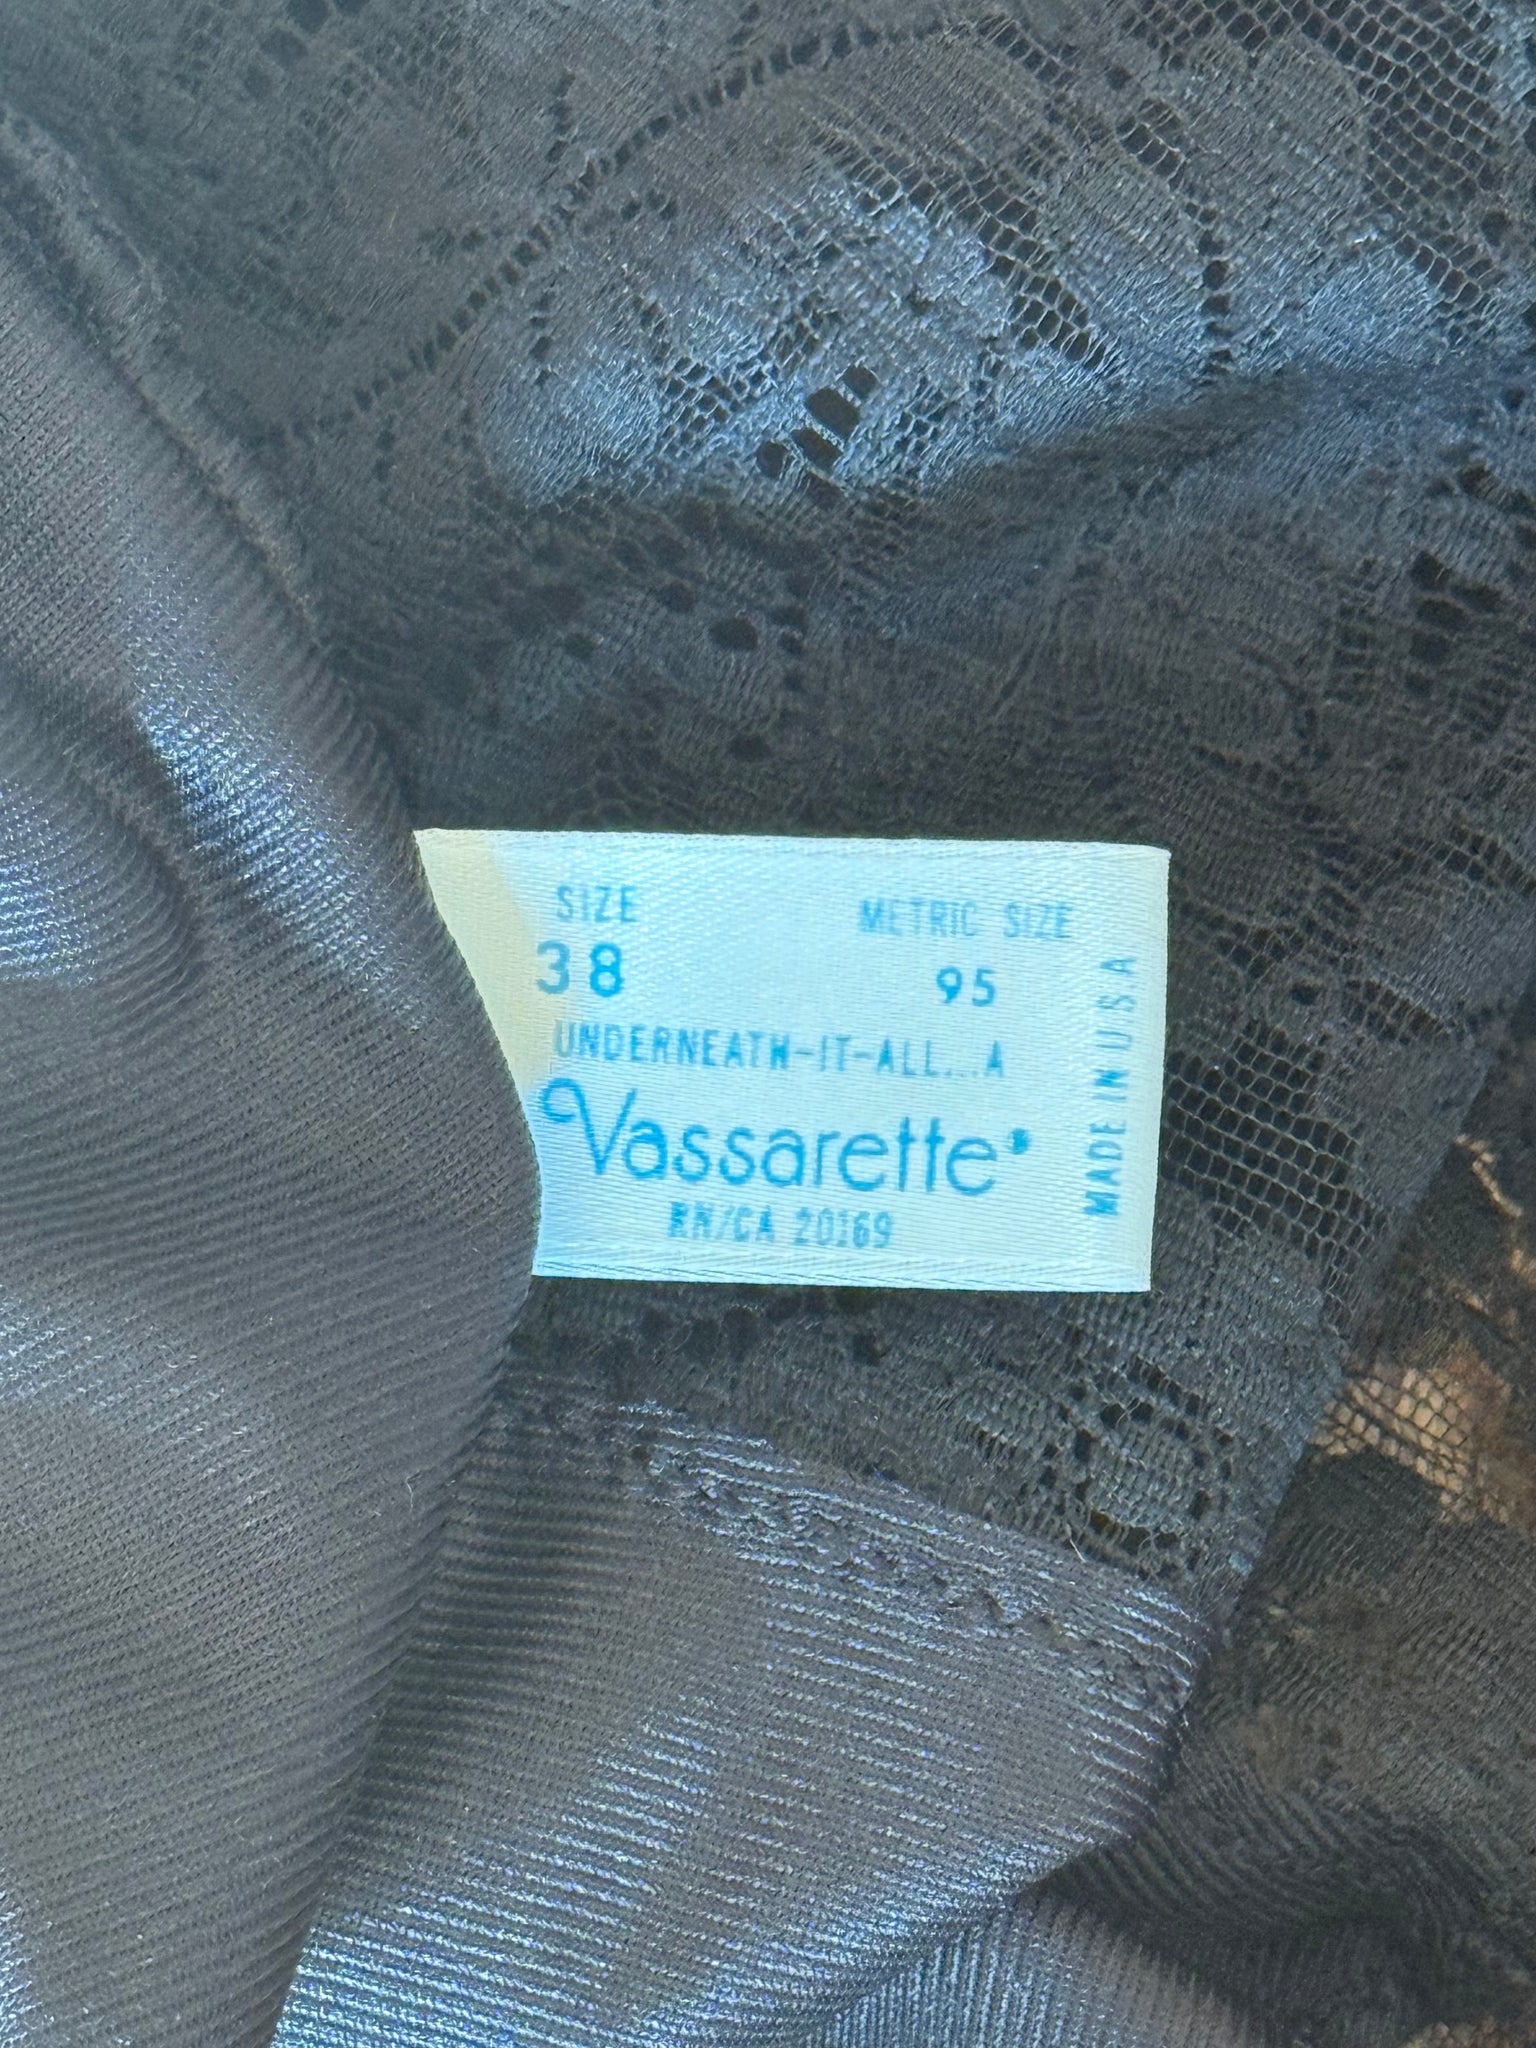 SIZE METRIC SIZE
38 95
UNDERNEATH-IT-ALL...A
Vassarette®
RN/CA 20169
MADE IN U S A